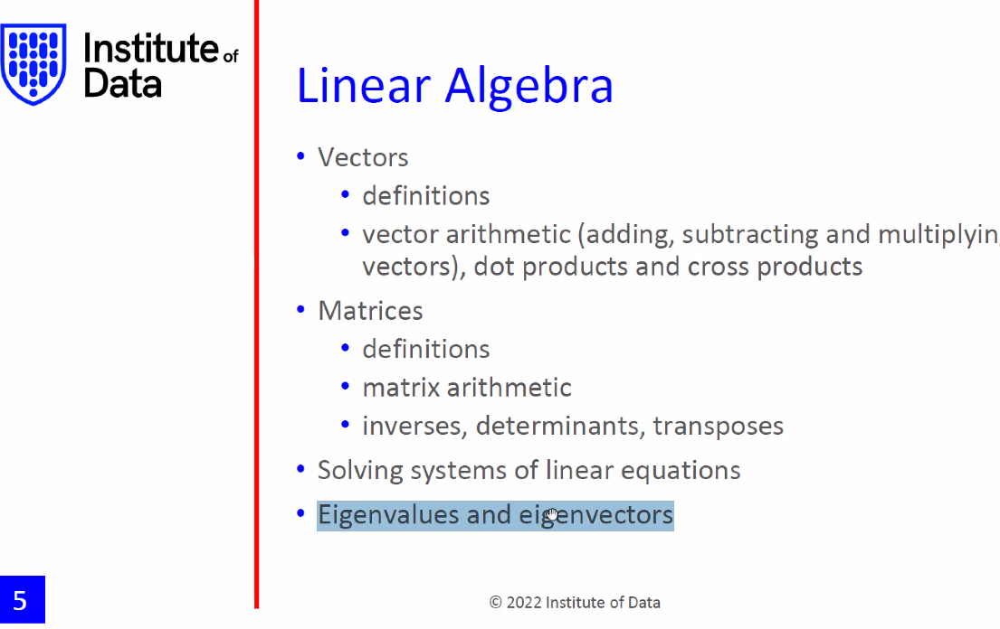 Institute of
Data
Linear Algebra
• Vectors
• definitions
• vector arithmetic (adding, subtracting and multiplyin
vectors), dot products and cross products
• Matrices
• definitions
• matrix arithmetic
• inverses, determinants, transposes
• Solving systems of linear equations
• Eigenvalues and eigenvectors
5
© 2022 Institute of Data